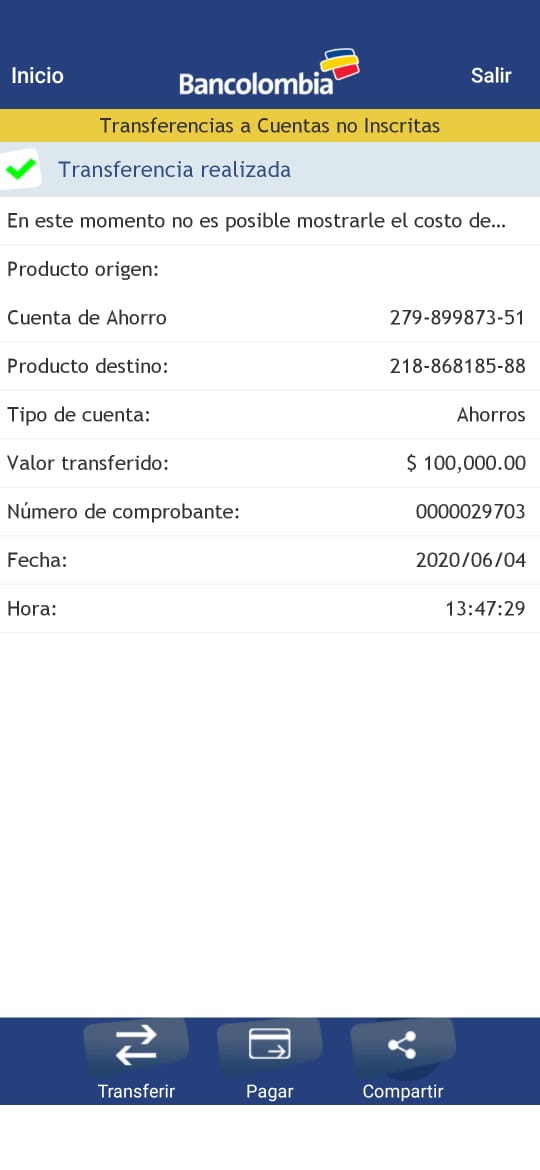 Inicio
Bancolombia
Salir
Transferencias a Cuentas no Inscritas
Transferencia realizada
En este momento no es posible mostrarle el costo de...
Producto origen:
Cuenta de Ahorro 279-899873-51
Producto destino: 218-868185-88
Tipo de cuenta: Ahorros
Valor transferido: $ 100,000.00
Número de comprobante: 0000029703
Fecha: 2020/06/04
Hora: 13:47:29
Transferir Pagar Compartir